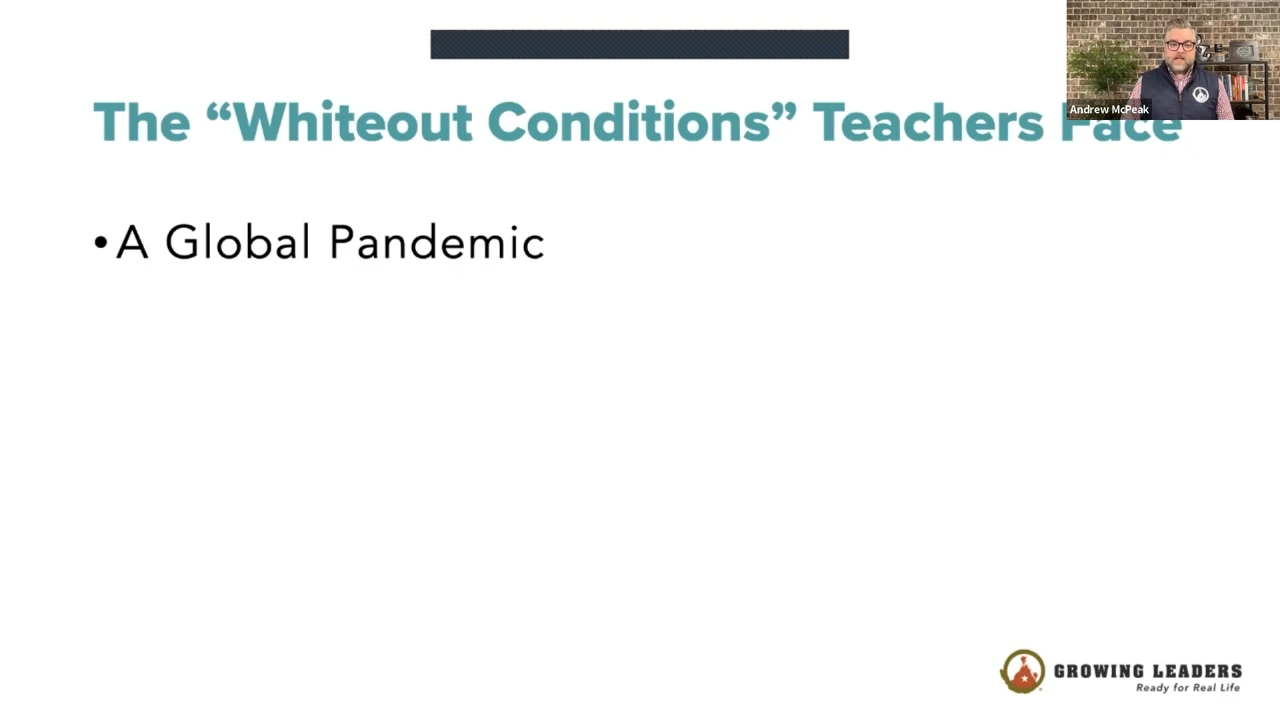 The “Whiteout Conditions” Teachers Face
Andrew McPeak
• A Global Pandemic
GROWING LEADERS
Ready for Real Life